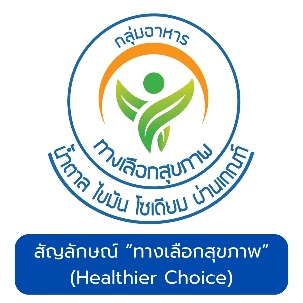 กลุ่มอาหาร
ทางเลือกสุขภาพ
น้ำตาล ไขมัน โซเดียม ผ่านเกณฑ์
สัญลักษณ์ "ทางเลือกสุขภาพ"
(Healthier Choice)